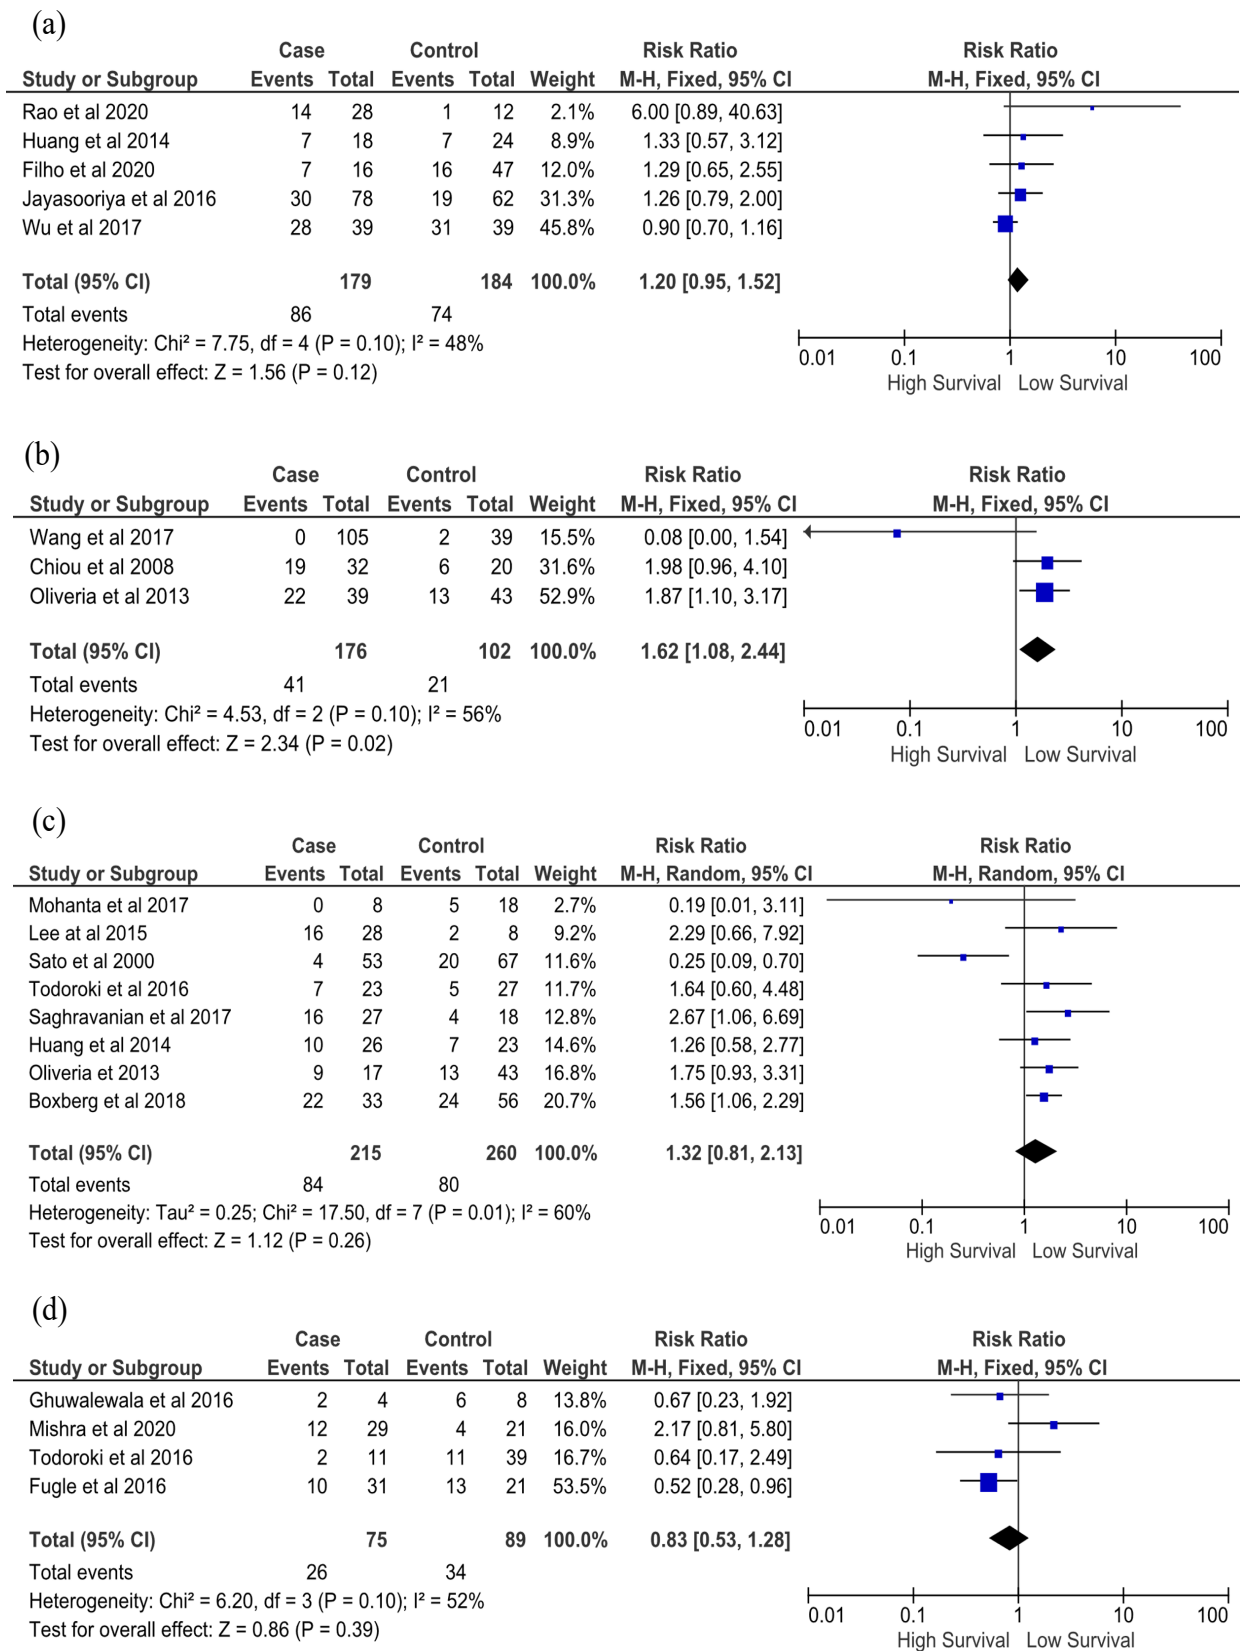 (a)
Case Control Risk Ratio Risk Ratio
Study or Subgroup Events Total Events Total Weight M-H, Fixed, 95% CI M-H, Fixed, 95% CI
Rao et al 2020 14 28 1 12 2.1% 6.00 [0.89, 40.63]
Huang et al 2014 7 18 7 24 8.9% 1.33 [0.57, 3.12]
Filho et al 2020 7 16 16 47 12.0% 1.29 [0.65, 2.55]
Jayasooriya et al 2016 30 78 19 62 31.3% 1.26 [0.79, 2.00]
Wu et al 2017 28 39 31 39 45.8% 0.90 [0.70, 1.16]
Total (95% CI) 179 184 100.0% 1.20 [0.95, 1.52]
Total events 86 74
Heterogeneity: Chi² = 7.75, df = 4 (P = 0.10); I² = 48%
Test for overall effect: Z = 1.56 (P = 0.12)
0.01 0.1 1 10 100
High Survival Low Survival
(b)
Case Control Risk Ratio Risk Ratio
Study or Subgroup Events Total Events Total Weight M-H, Fixed, 95% CI M-H, Fixed, 95% CI
Wang et al 2017 0 105 2 39 15.5% 0.08 [0.00, 1.54]
Chiou et al 2008 19 32 6 20 31.6% 1.98 [0.96, 4.10]
Oliveria et al 2013 22 39 13 43 52.9% 1.87 [1.10, 3.17]
Total (95% CI) 176 102 100.0% 1.62 [1.08, 2.44]
Total events 41 21
Heterogeneity: Chi² = 4.53, df = 2 (P = 0.10); I² = 56%
Test for overall effect: Z = 2.34 (P = 0.02)
0.01 0.1 1 10 100
High Survival Low Survival
(c)
Case Control Risk Ratio Risk Ratio
Study or Subgroup Events Total Events Total Weight M-H, Random, 95% CI M-H, Random, 95% CI
Mohanta et al 2017 0 8 5 18 2.7% 0.19 [0.01, 3.11]
Lee at al 2015 16 28 2 8 9.2% 2.29 [0.66, 7.92]
Sato et al 2000 4 53 20 67 11.6% 0.25 [0.09, 0.70]
Todoroki et al 2016 7 23 5 27 11.7% 1.64 [0.60, 4.48]
Saghravanian et al 2017 16 27 4 18 12.8% 2.67 [1.06, 6.69]
Huang et al 2014 10 26 7 23 14.6% 1.26 [0.58, 2.77]
Oliveria et 2013 9 17 13 43 16.8% 1.75 [0.93, 3.31]
Boxberg et al 2018 22 33 24 56 20.7% 1.56 [1.06, 2.29]
Total (95% CI) 215 260 100.0% 1.32 [0.81, 2.13]
Total events 84 80
Heterogeneity: Tau² = 0.25; Chi² = 17.50, df = 7 (P = 0.01); I² = 60%
Test for overall effect: Z = 1.12 (P = 0.26)
0.01 0.1 1 10 100
High Survival Low Survival
(d)
Case Control Risk Ratio Risk Ratio
Study or Subgroup Events Total Events Total Weight M-H, Fixed, 95% CI M-H, Fixed, 95% CI
Ghuwalewala et al 2016 2 4 6 8 13.8% 0.67 [0.23, 1.92]
Mishra et al 2020 12 29 4 21 16.0% 2.17 [0.81, 5.80]
Todoroki et al 2016 2 11 11 39 16.7% 0.64 [0.17, 2.49]
Fugle et al 2016 10 31 13 21 53.5% 0.52 [0.28, 0.96]
Total (95% CI) 75 89 100.0% 0.83 [0.53, 1.28]
Total events 26 34
Heterogeneity: Chi² = 6.20, df = 3 (P = 0.10); I² = 52%
Test for overall effect: Z = 0.86 (P = 0.39)
0.01 0.1 1 10 100
High Survival Low Survival